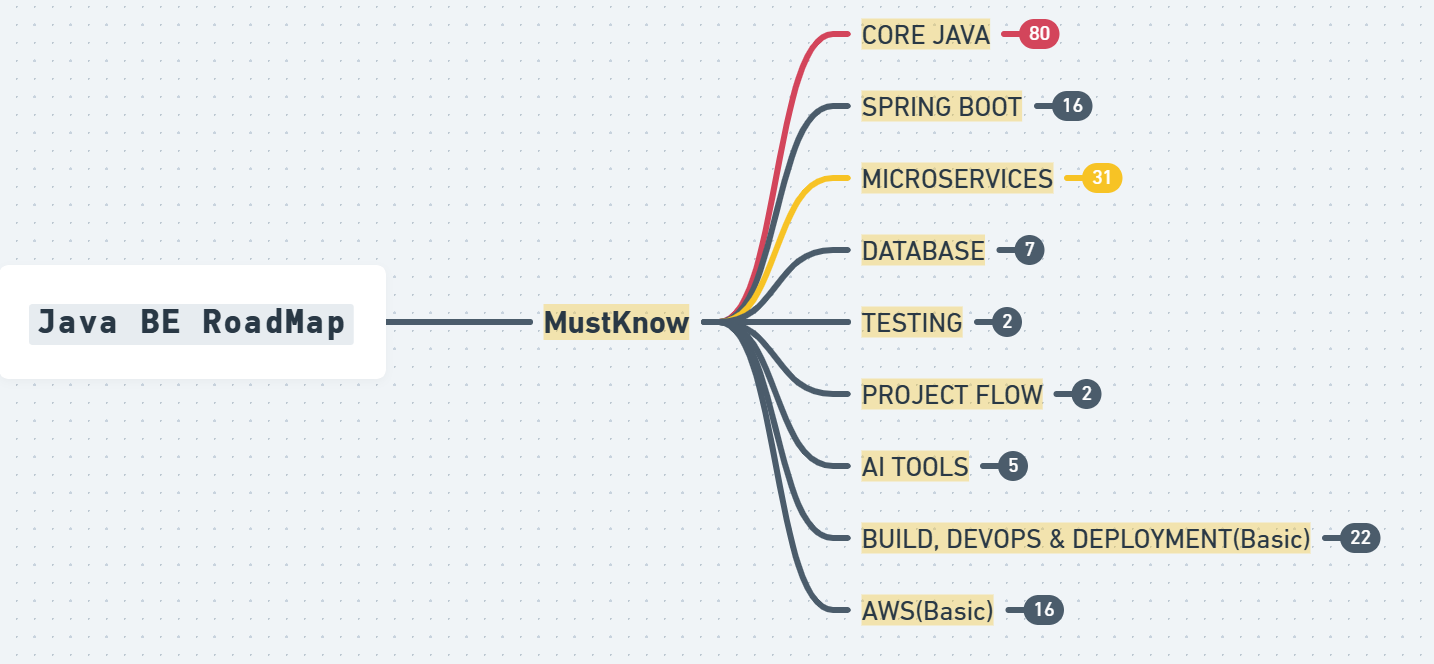 CORE JAVA 80
SPRING BOOT 16
MICROSERVICES 31
DATABASE 7
Java BE RoadMap
MustKnow
TESTING 2
PROJECT FLOW 2
AI TOOLS 5
BUILD, DEVOPS & DEPLOYMENT(Basic) 22
AWS(Basic) 16